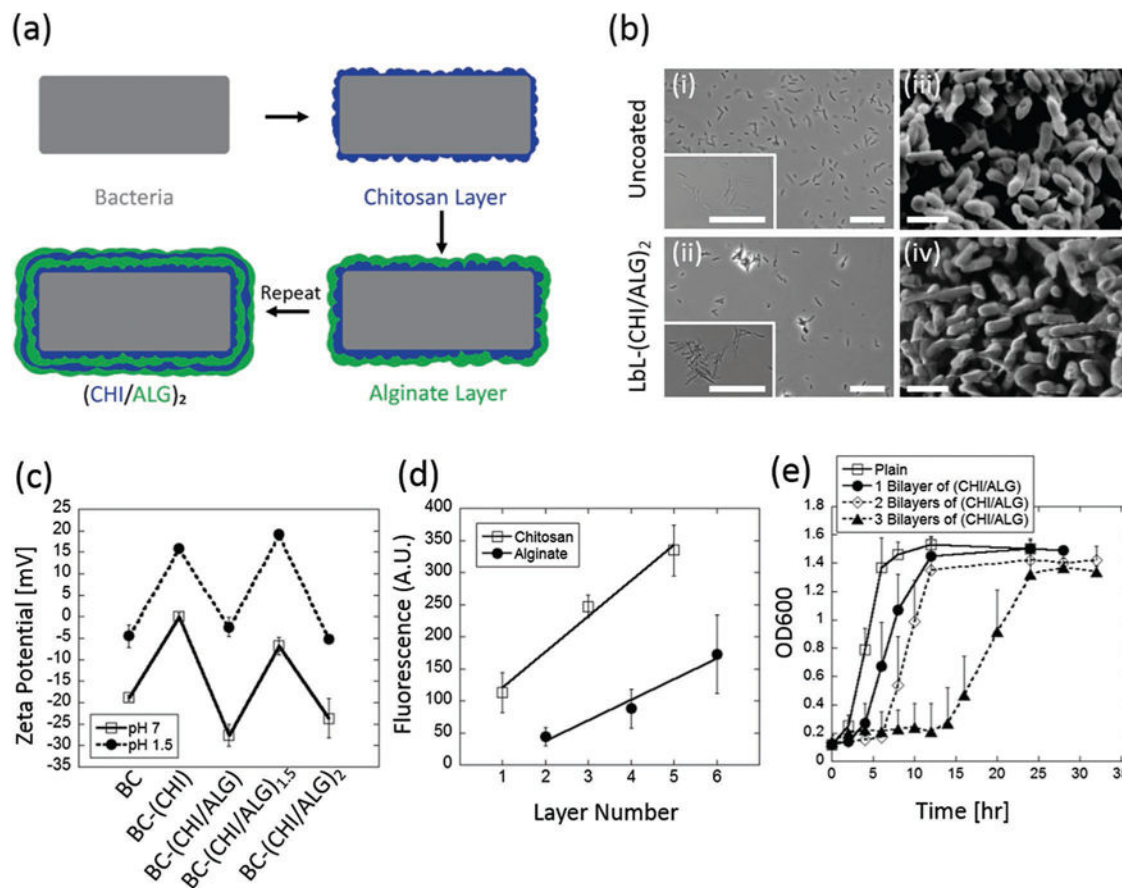 (a)
Bacteria
Chitosan Layer
Repeat
(CHI/ALG)₂
Alginate Layer
(b)
Uncoated
(i)
(iii)
LbL-(CHI/ALG)₂
(ii)
(iv)
(c)
Zeta Potential [mV]
25
20
15
10
5
0
-5
-10
-15
-20
-25
-30
-35
pH 7
pH 1.5
BC
BC-(CHI)
BC-(CHI/ALG)
BC-(CHI/ALG)₁.₅
BC-(CHI/ALG)₂
(d)
Fluorescence (A.U.)
400
350
300
250
200
150
100
50
0
Chitosan
Alginate
1 2 3 4 5 6
Layer Number
(e)
Plain
1 Bilayer of (CHI/ALG)
2 Bilayers of (CHI/ALG)
3 Bilayers of (CHI/ALG)
OD600
1.8
1.6
1.4
1.2
1
0.8
0.6
0.4
0.2
0
0 5 10 15 20 25 30 35
Time [hr]